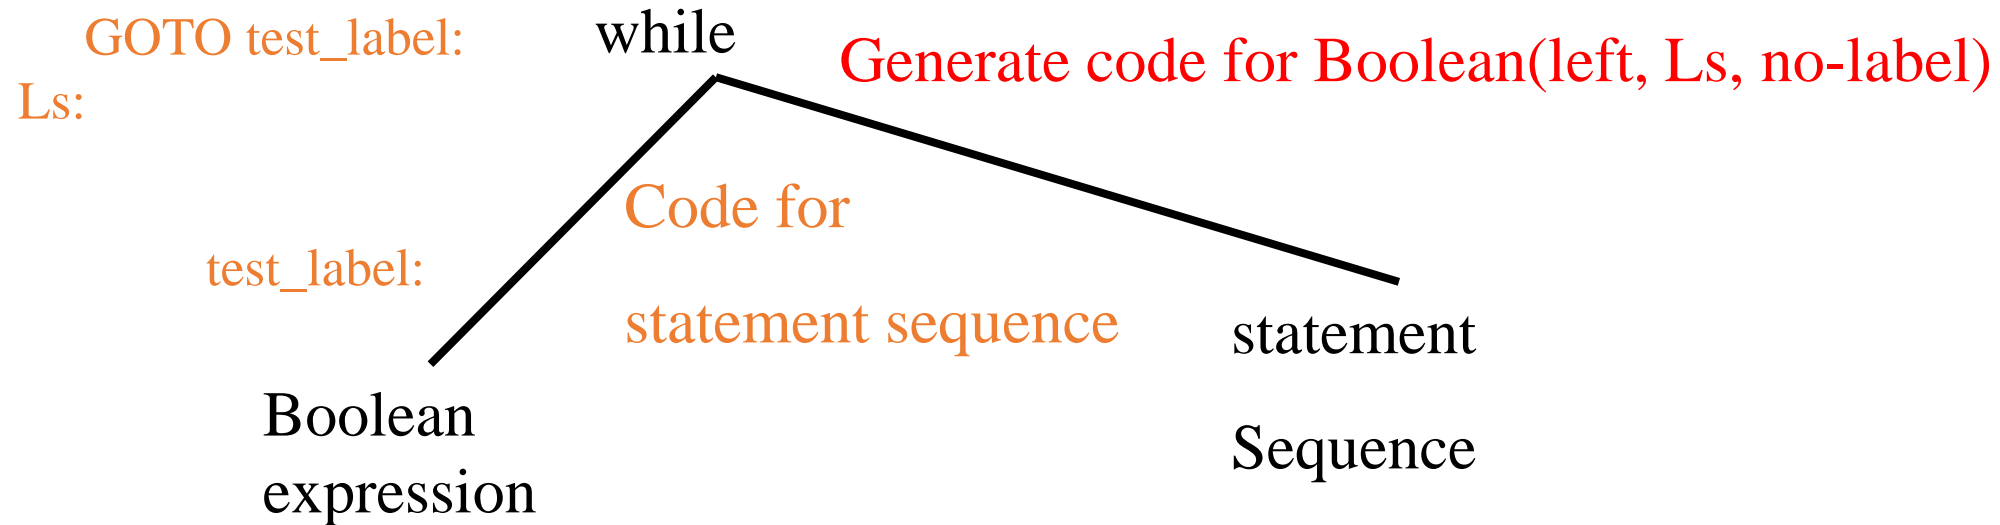 GOTO test_label:
while
Generate code for Boolean(left, Ls, no-label)
Ls:
Code for
statement sequence
test_label:
Boolean
expression
statement
Sequence